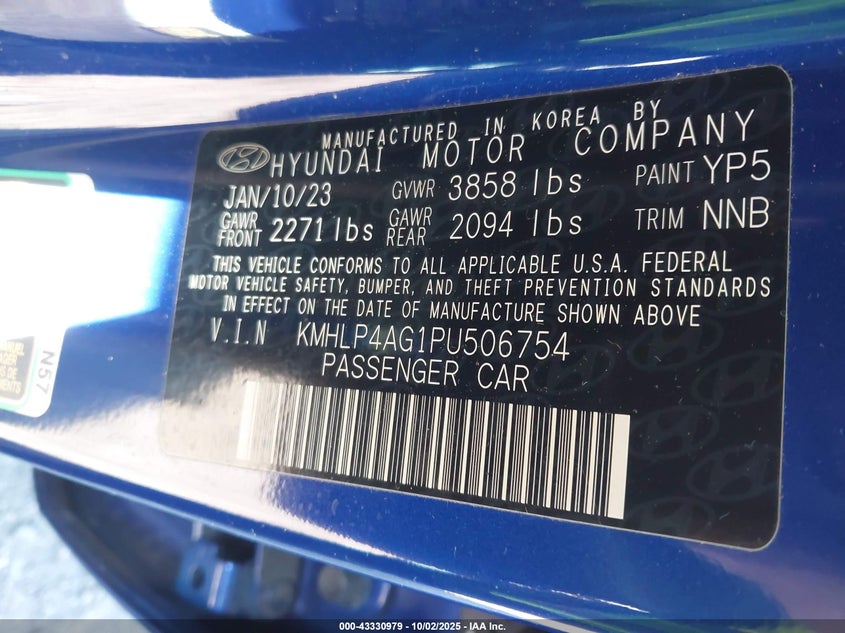 MANUFACTURED IN KOREA BY
HYUNDAI MOTOR COMPANY
JAN/10/23 GVWR 3858 lbs PAINT YP5
GAWR FRONT 2271 lbs GAWR REAR 2094 lbs TRIM NNB
THIS VEHICLE CONFORMS TO ALL APPLICABLE U.S.A. FEDERAL
MOTOR VEHICLE SAFETY, BUMPER, AND THEFT PREVENTION STANDARDS
IN EFFECT ON THE DATE OF MANUFACTURE SHOWN ABOVE
V.I.N KMHLP4AG1PU506754
PASSENGER CAR
N57
000-43330979 - 10/02/2025 - IAA Inc.